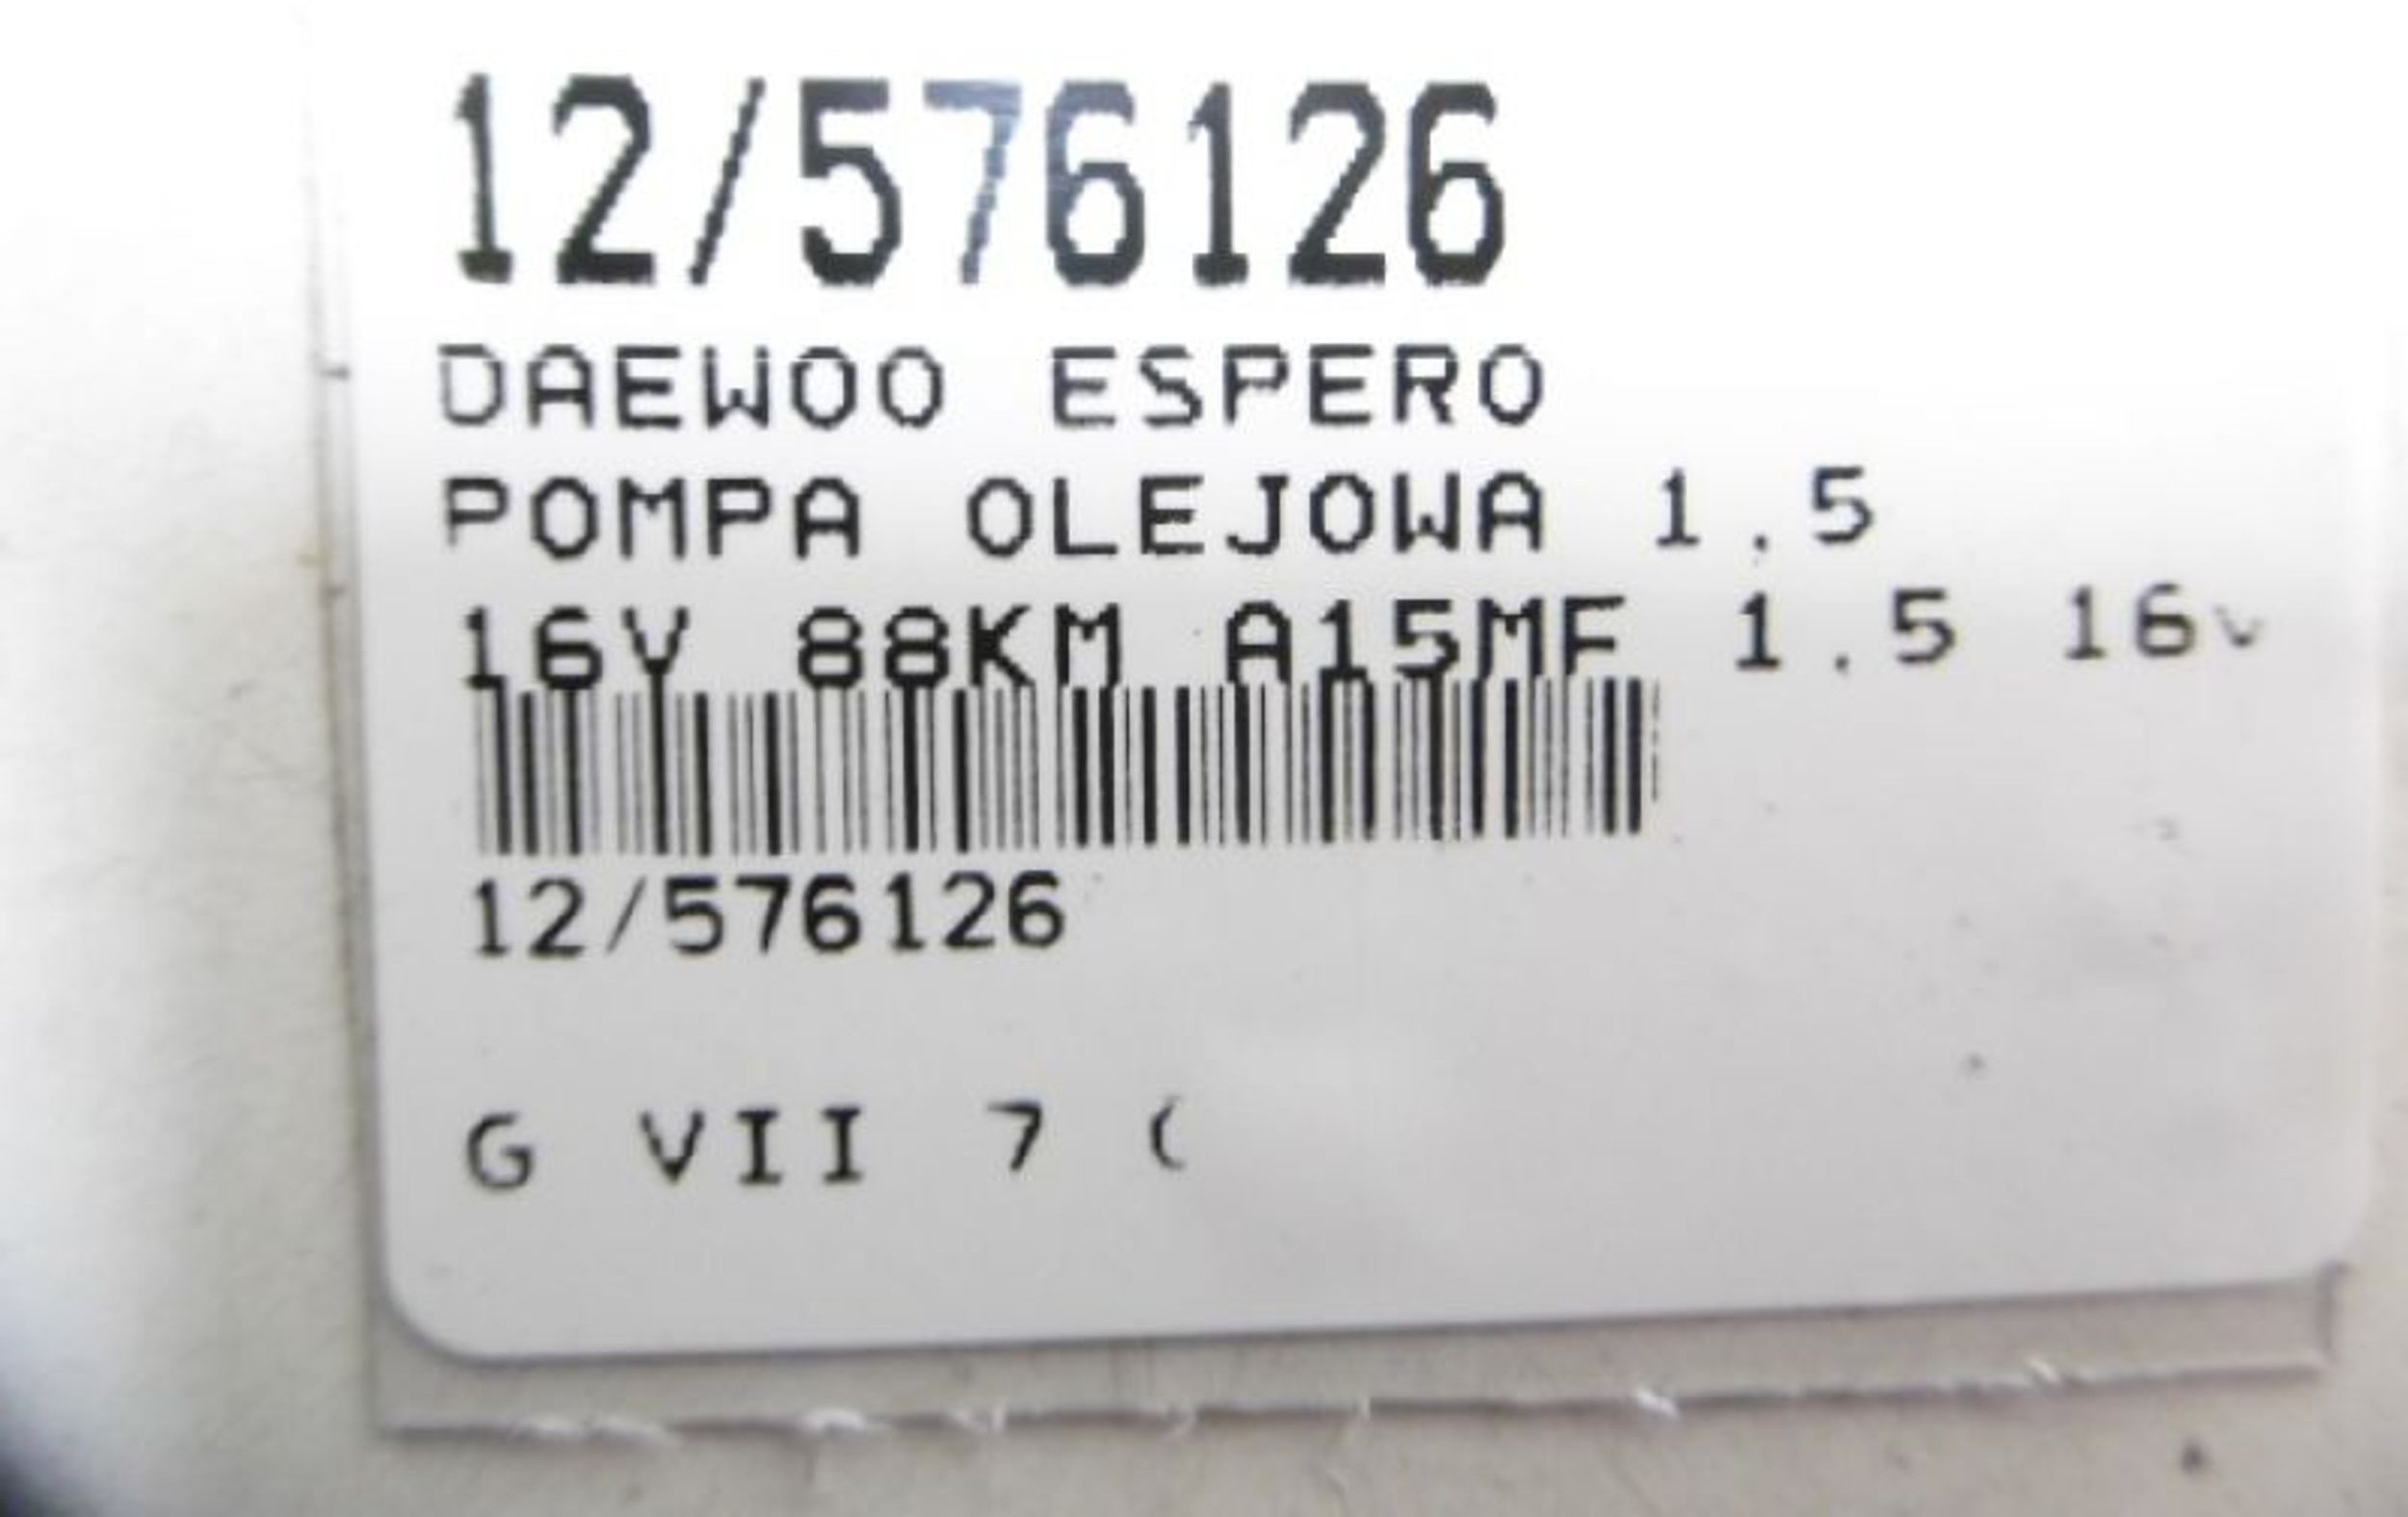 12/576126
DAEWOO ESPERO
POMPA OLEJOWA 1.5
16V 88KM A15MF 1.5 16v
12/576126
G VII 7 (